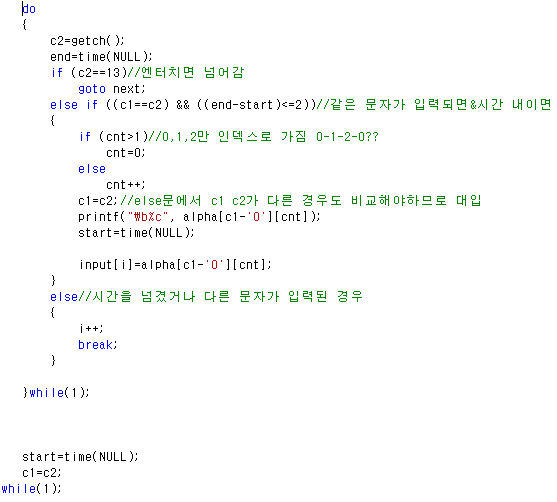 do
{
c2=getch();
end=time(NULL);
if (c2==13)//엔터치면 넘어감
goto next;
else if ((c1==c2) && ((end-start)<=2))//같은 문자가 입력되면&시간 내이면
{
if (cnt>1)//0,1,2만 인덱스로 가짐 0-1-2-0??
cnt=0;
else
cnt++;
c1=c2;//else문에서 c1 c2가 다른 경우도 비교해야하므로 대입
printf("₩b%c", alpha[c1-'0'][cnt]);
start=time(NULL);
input[i]=alpha[c1-'0'][cnt];
}
else//시간을 넘겼거나 다른 문자가 입력된 경우
{
i++;
break;
}
}while(1);
start=time(NULL);
c1=c2;
while(1);